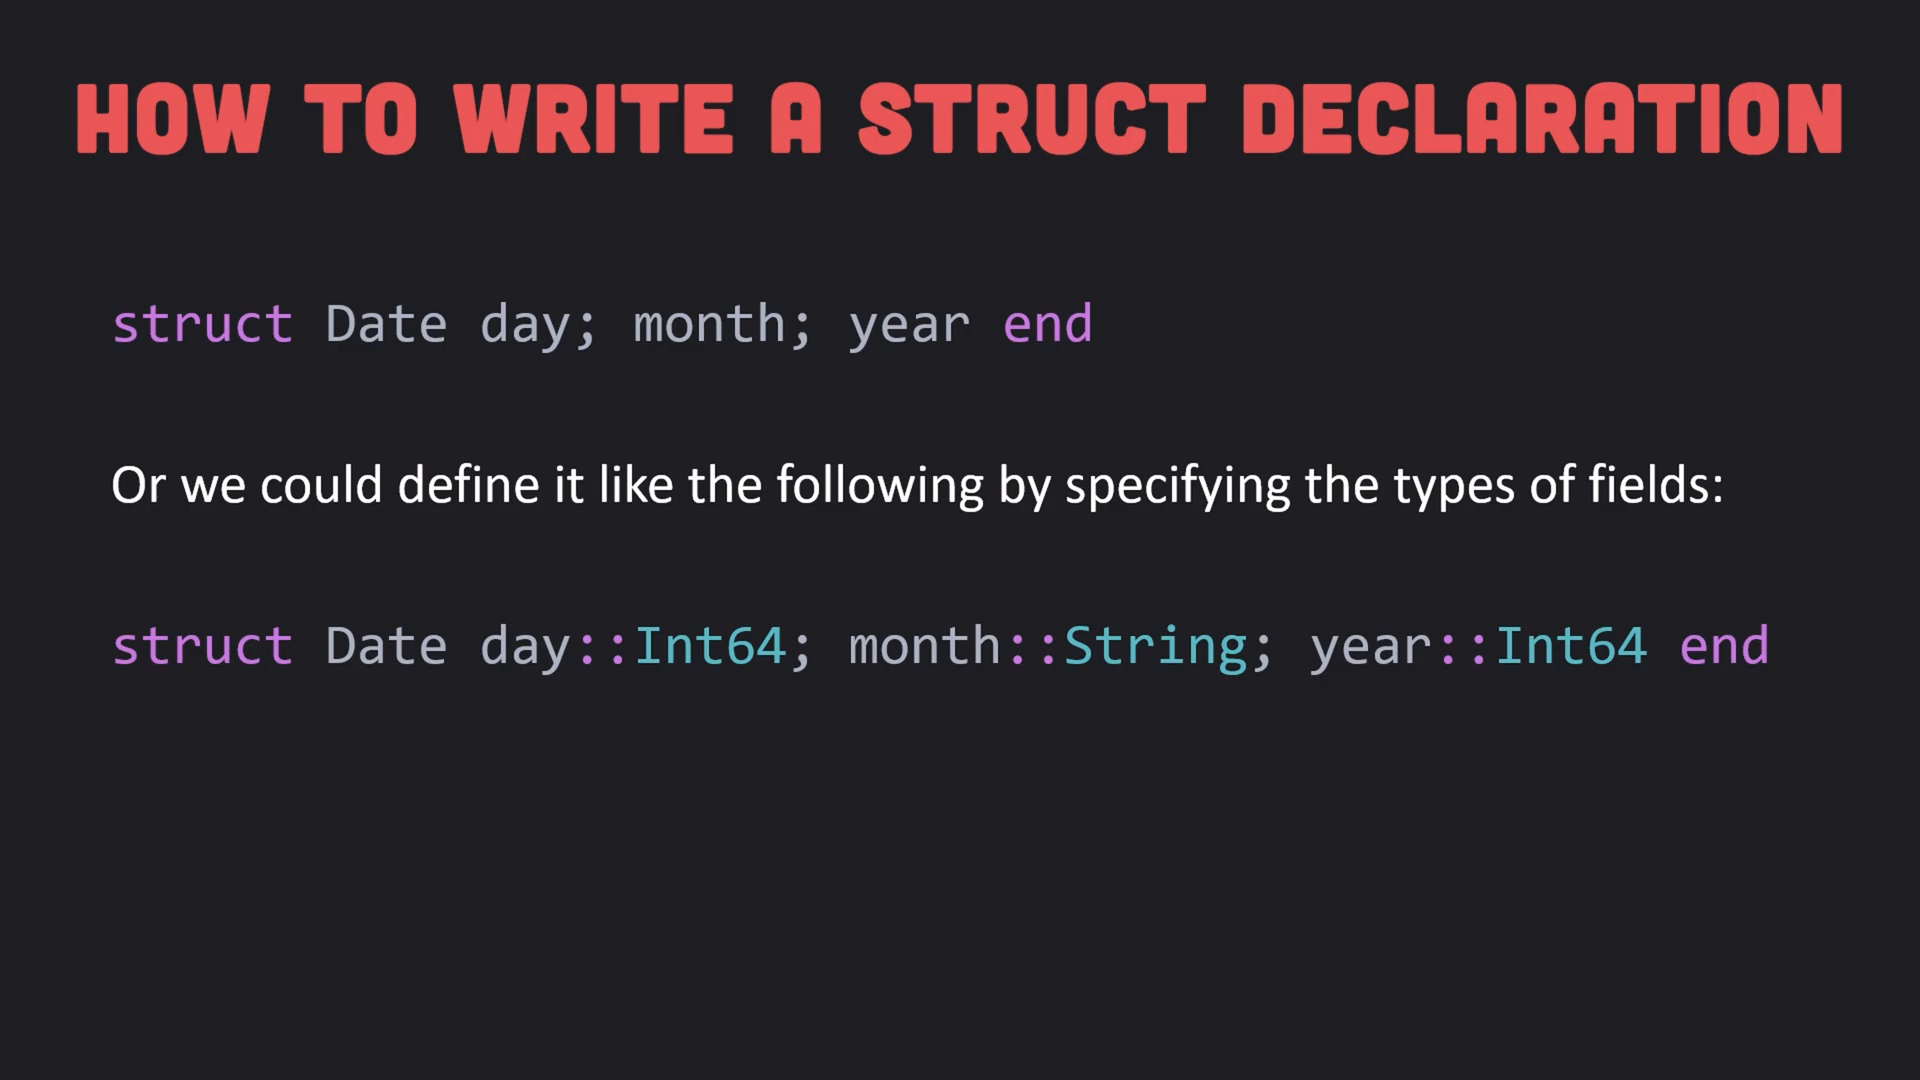 HOW TO WRITE A STRUCT DECLARATION
struct Date day; month; year end
Or we could define it like the following by specifying the types of fields:
struct Date day::Int64; month::String; year::Int64 end